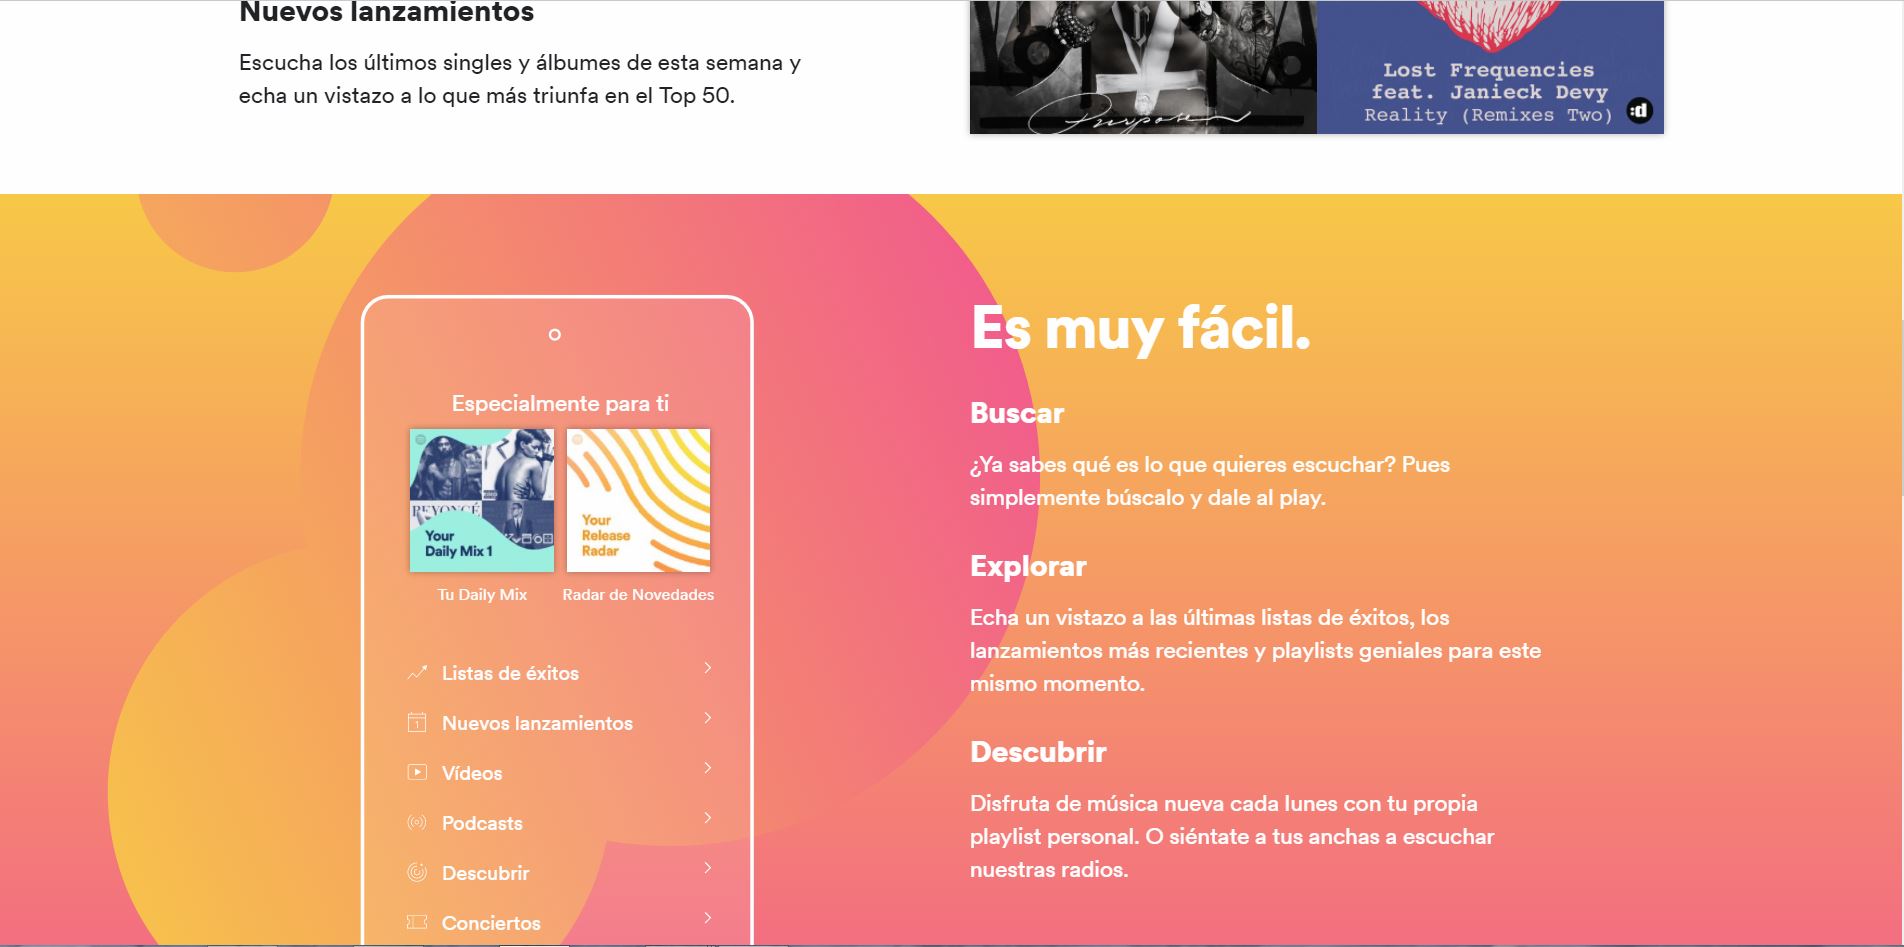 Nuevos lanzamientos
Escucha los últimos singles y álbumes de esta semana y
echa un vistazo a lo que más triunfa en el Top 50.
Purpose
Lost Frequencies
feat. Janieck Devy
Reality (Remixes Two)
:d
Especialmente para ti
BEYONCÉ
Your
Daily Mix 1
Your
Release
Radar
Tu Daily Mix
Radar de Novedades
Listas de éxitos
1
Nuevos lanzamientos
Vídeos
Podcasts
Descubrir
Conciertos
Es muy fácil.
Buscar
¿Ya sabes qué es lo que quieres escuchar? Pues
simplemente búscalo y dale al play.
Explorar
Echa un vistazo a las últimas listas de éxitos, los
lanzamientos más recientes y playlists geniales para este
mismo momento.
Descubrir
Disfruta de música nueva cada lunes con tu propia
playlist personal. O siéntate a tus anchas a escuchar
nuestras radios.